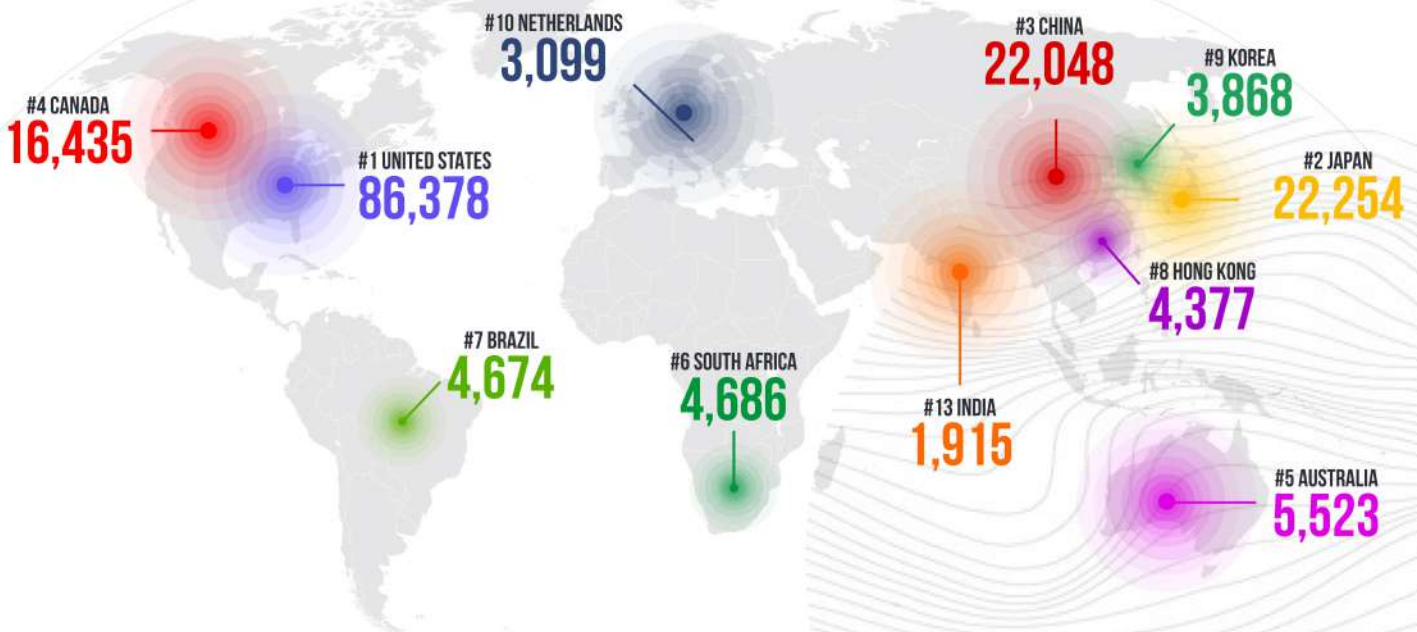 #10 NETHERLANDS
3,099
#3 CHINA
22,048
#9 KOREA
3,868
#4 CANADA
16,435
#1 UNITED STATES
86,378
#2 JAPAN
22,254
#8 HONG KONG
4,377
#7 BRAZIL
4,674
#6 SOUTH AFRICA
4,686
#13 INDIA
1,915
#5 AUSTRALIA
5,523